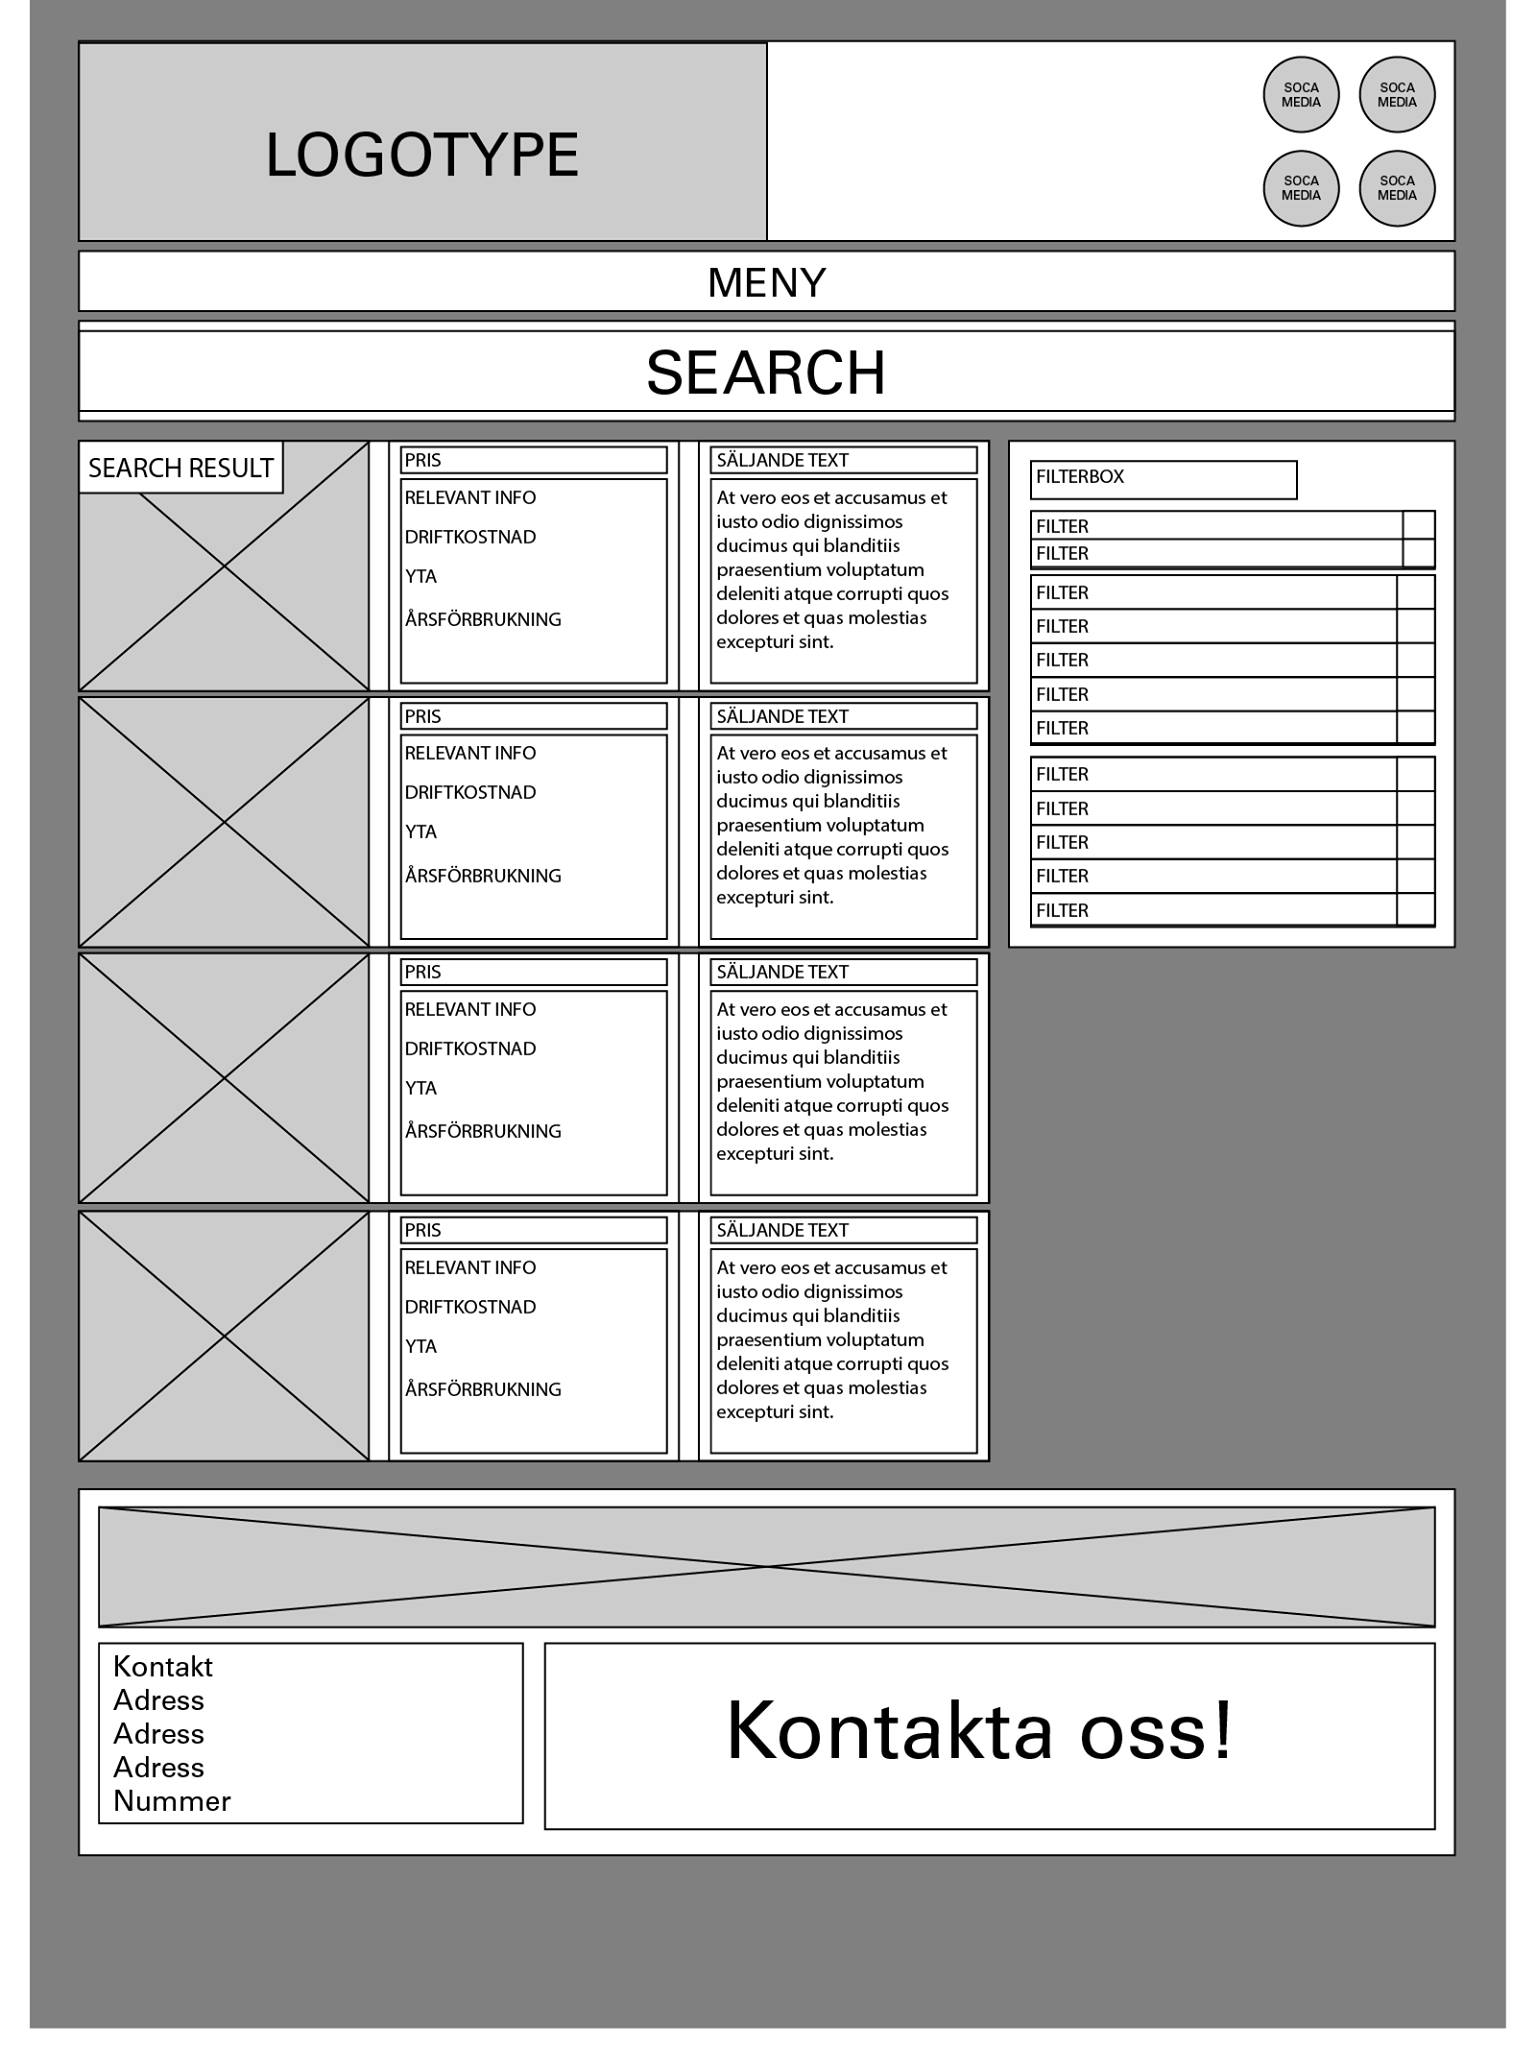 LOGOTYPE
SOCA
MEDIA
SOCA
MEDIA
SOCA
MEDIA
SOCA
MEDIA
MENY
SEARCH
SEARCH RESULT
PRIS
RELEVANT INFO
DRIFTKOSTNAD
YTA
ÅRSFÖRBRUKNING
SÄLJANDE TEXT
At vero eos et accusamus et
iusto odio dignissimos
ducimus qui blanditiis
praesentium voluptatum
deleniti atque corrupti quos
dolores et quas molestias
excepturi sint.
PRIS
RELEVANT INFO
DRIFTKOSTNAD
YTA
ÅRSFÖRBRUKNING
SÄLJANDE TEXT
At vero eos et accusamus et
iusto odio dignissimos
ducimus qui blanditiis
praesentium voluptatum
deleniti atque corrupti quos
dolores et quas molestias
excepturi sint.
PRIS
RELEVANT INFO
DRIFTKOSTNAD
YTA
ÅRSFÖRBRUKNING
SÄLJANDE TEXT
At vero eos et accusamus et
iusto odio dignissimos
ducimus qui blanditiis
praesentium voluptatum
deleniti atque corrupti quos
dolores et quas molestias
excepturi sint.
PRIS
RELEVANT INFO
DRIFTKOSTNAD
YTA
ÅRSFÖRBRUKNING
SÄLJANDE TEXT
At vero eos et accusamus et
iusto odio dignissimos
ducimus qui blanditiis
praesentium voluptatum
deleniti atque corrupti quos
dolores et quas molestias
excepturi sint.
FILTERBOX
FILTER
FILTER
FILTER
FILTER
FILTER
FILTER
FILTER
FILTER
FILTER
FILTER
FILTER
FILTER
Kontakt
Adress
Adress
Adress
Nummer
Kontakta oss!